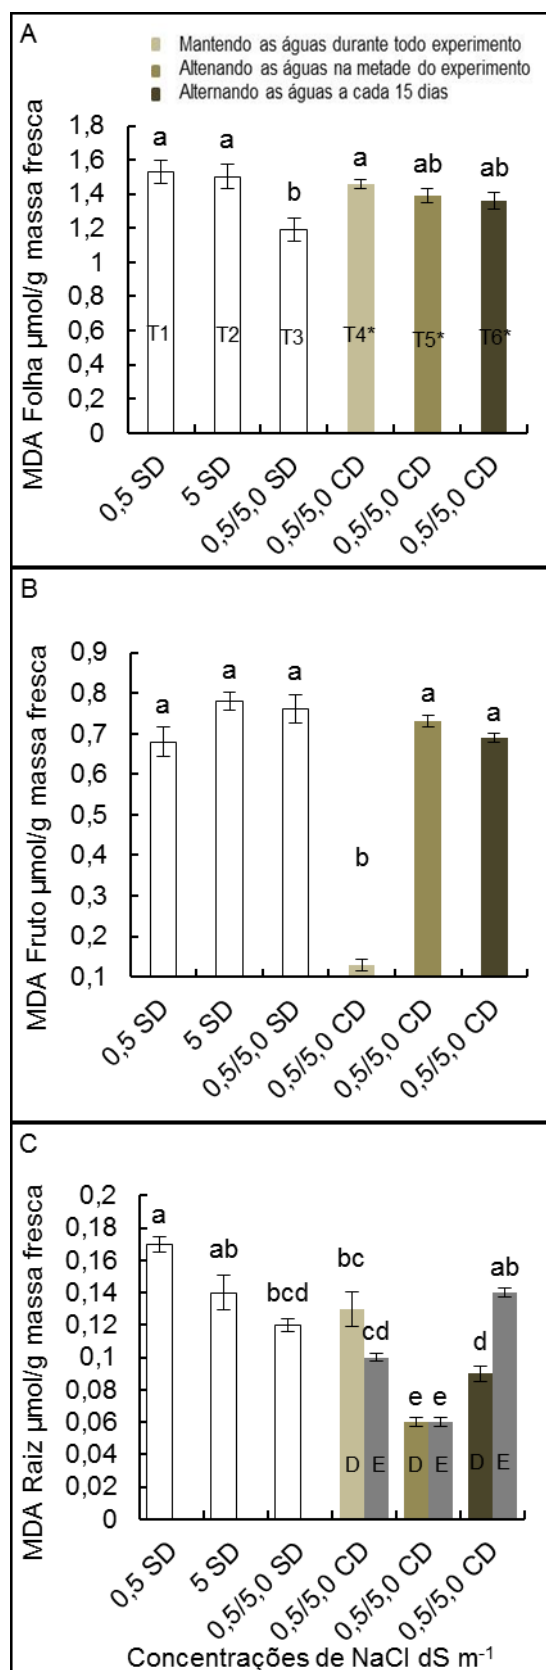 A
Mantendo as águas durante todo experimento
Altenando as águas na metade do experimento
Alternando as águas a cada 15 dias
MDA Folha µmol/g massa fresca
1,8
1,6
1,4
1,2
1
0,8
0,6
0,4
0,2
0
a
a
b
a
ab
ab
T1
T2
T3
T4*
T5*
T6*
0,5 SD
5 SD
0,5/5,0 SD
0,5/5,0 CD
0,5/5,0 CD
0,5/5,0 CD
B
MDA Fruto µmol/g massa fresca
0,9
0,8
0,7
0,6
0,5
0,4
0,3
0,2
0,1
a
a
a
b
a
a
0,5 SD
5 SD
0,5/5,0 SD
0,5/5,0 CD
0,5/5,0 CD
0,5/5,0 CD
C
MDA Raiz µmol/g massa fresca
0,2
0,18
0,16
0,14
0,12
0,1
0,08
0,06
0,04
0,02
0
a
ab
bcd
bc
cd
e
e
d
ab
D
E
D
E
D
E
0,5 SD
5 SD
0,5/5,0 SD
0,5/5,0 CD
0,5/5,0 CD
0,5/5,0 CD
Concentrações de NaCl dS m⁻¹